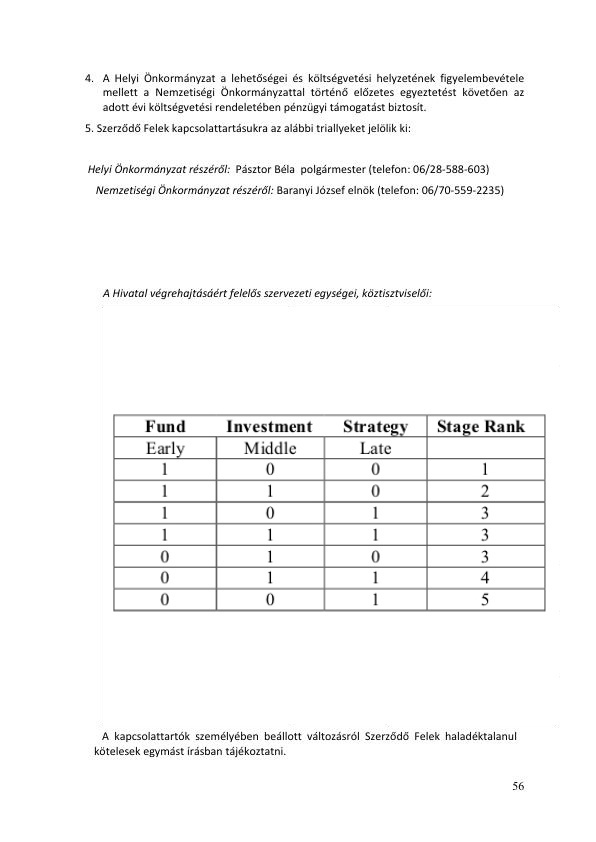 4. A Helyi Önkormányzat a lehetőségei és költségvetési helyzetének figyelembevétele
mellett a Nemzetiségi Önkormányzattal történő előzetes egyeztetést követően az
adott évi költségvetési rendeletében pénzügyi támogatást biztosít.
5. Szerződő Felek kapcsolattartásukra az alábbi triallyeket jelölik ki:
Helyi Önkormányzat részéről: Pásztor Béla polgármester (telefon: 06/28-588-603)
Nemzetiségi Önkormányzat részéről: Baranyi József elnök (telefon: 06/70-559-2235)
A Hivatal végrehajtásáért felelős szervezeti egységei, köztisztviselői:
Fund Investment Strategy Stage Rank
Early Middle Late
1 0 0 1
1 1 0 2
1 0 1 3
1 1 1 3
0 1 0 3
0 1 1 4
0 0 1 5
A kapcsolattartók személyében beállott változásról Szerződő Felek haladéktalanul
kötelesek egymást írásban tájékoztatni.
56